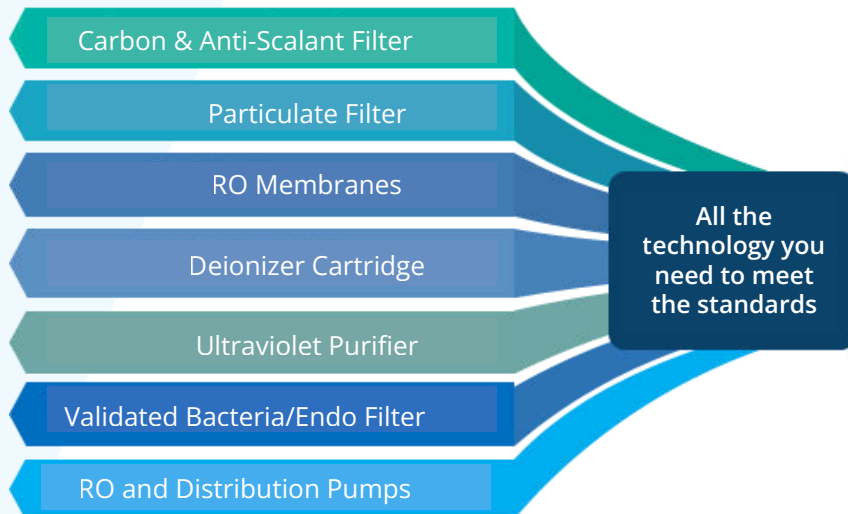 Carbon & Anti-Scalant Filter
Particulate Filter
RO Membranes
Deionizer Cartridge
Ultraviolet Purifier
Validated Bacteria/Endo Filter
RO and Distribution Pumps
All the
technology you
need to meet
the standards